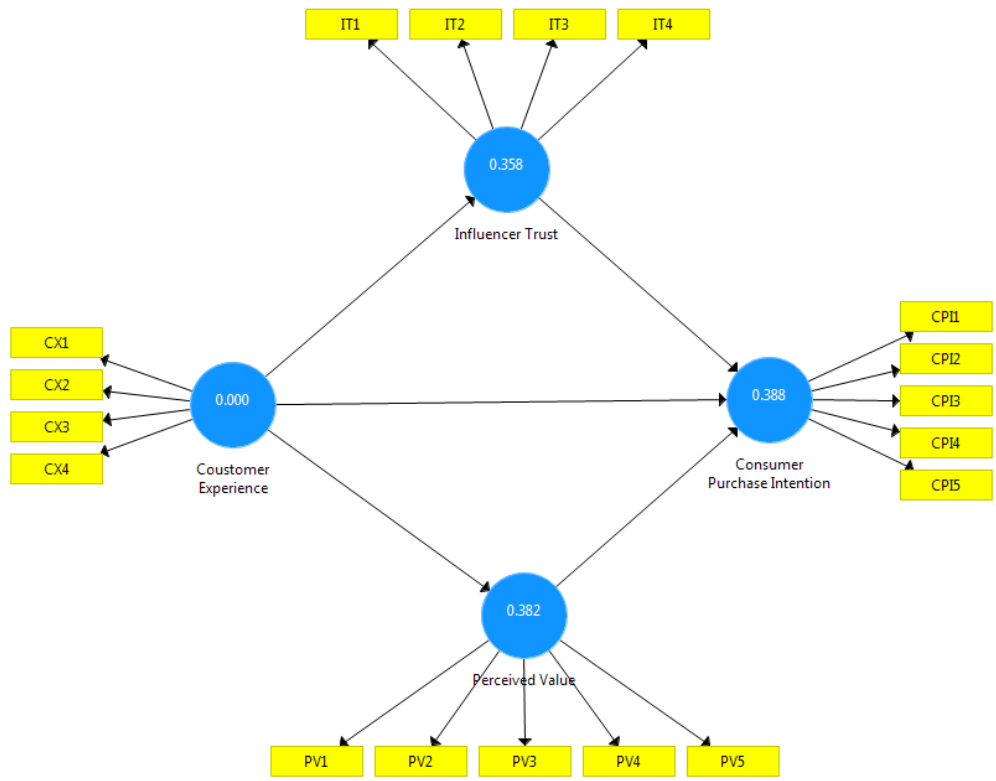 IT1
IT2
IT3
IT4
0.358
Influencer Trust
CX1
CX2
CX3
CX4
0.000
Coustomer
Experience
CPI1
CPI2
CPI3
CPI4
CPI5
0.388
Consumer
Purchase Intention
0.382
Perceived Value
PV1
PV2
PV3
PV4
PV5